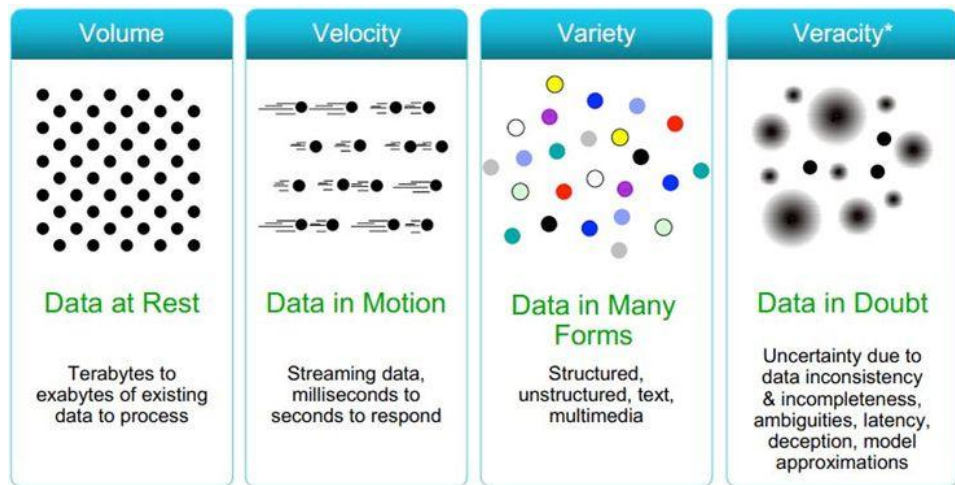 Volume
Data at Rest
Terabytes to
exabytes of existing
data to process
Velocity
Data in Motion
Streaming data,
milliseconds to
seconds to respond
Variety
Data in Many
Forms
Structured,
unstructured, text,
multimedia
Veracity*
Data in Doubt
Uncertainty due to
data inconsistency
& incompleteness,
ambiguities, latency,
deception, model
approximations